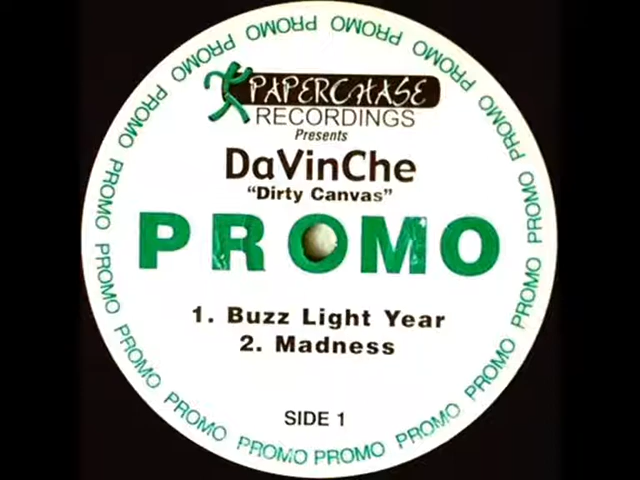 PAPERCHASE
RECORDINGS
Presents
DaVinChe
"Dirty Canvas"
PROMO
1. Buzz Light Year
2. Madness
SIDE 1
PROMO PROMO PROMO PROMO PROMO PROMO PROMO PROMO PROMO PROMO PROMO PROMO PROMO PROMO PROMO PROMO PROMO PROMO